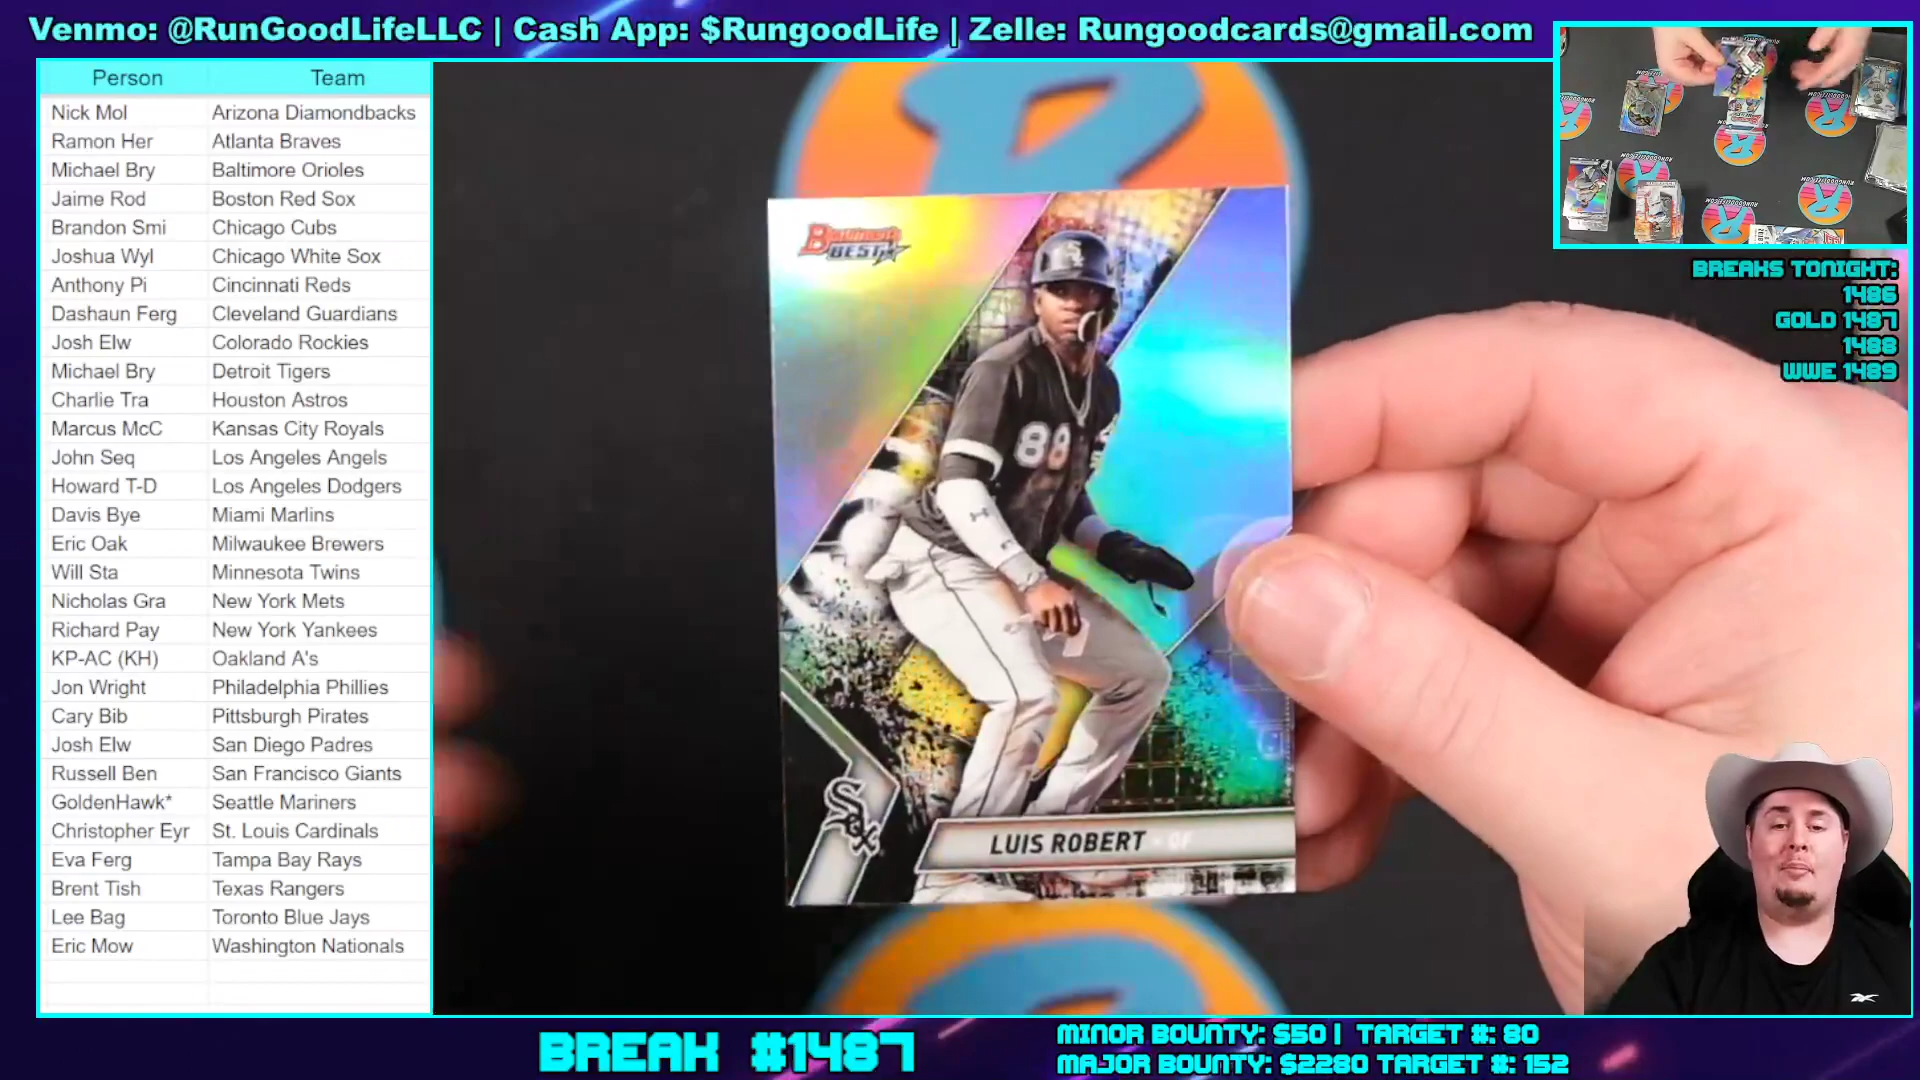 Venmo: @RunGoodLifeLLC | Cash App: $RungoodLife | Zelle: Rungoodcards@gmail.com
Person Team
Nick Mol Arizona Diamondbacks
Ramon Her Atlanta Braves
Michael Bry Baltimore Orioles
Jaime Rod Boston Red Sox
Brandon Smi Chicago Cubs
Joshua Wyl Chicago White Sox
Anthony Pi Cincinnati Reds
Dashaun Ferg Cleveland Guardians
Josh Elw Colorado Rockies
Michael Bry Detroit Tigers
Charlie Tra Houston Astros
Marcus McC Kansas City Royals
John Seq Los Angeles Angels
Howard T-D Los Angeles Dodgers
Davis Bye Miami Marlins
Eric Oak Milwaukee Brewers
Will Sta Minnesota Twins
Nicholas Gra New York Mets
Richard Pay New York Yankees
KP-AC (KH) Oakland A's
Jon Wright Philadelphia Phillies
Cary Bib Pittsburgh Pirates
Josh Elw San Diego Padres
Russell Ben San Francisco Giants
GoldenHawk* Seattle Mariners
Christopher Eyr St. Louis Cardinals
Eva Ferg Tampa Bay Rays
Brent Tish Texas Rangers
Lee Bag Toronto Blue Jays
Eric Mow Washington Nationals
Bowman's
BEST
88
Sox
LUIS ROBERT - OF
BREAKS TONIGHT:
1486
GOLD 1487
1488
WWE 1489
BREAK #1487
MINOR BOUNTY: $50 | TARGET #: 80
MAJOR BOUNTY: $2280 TARGET #: 152